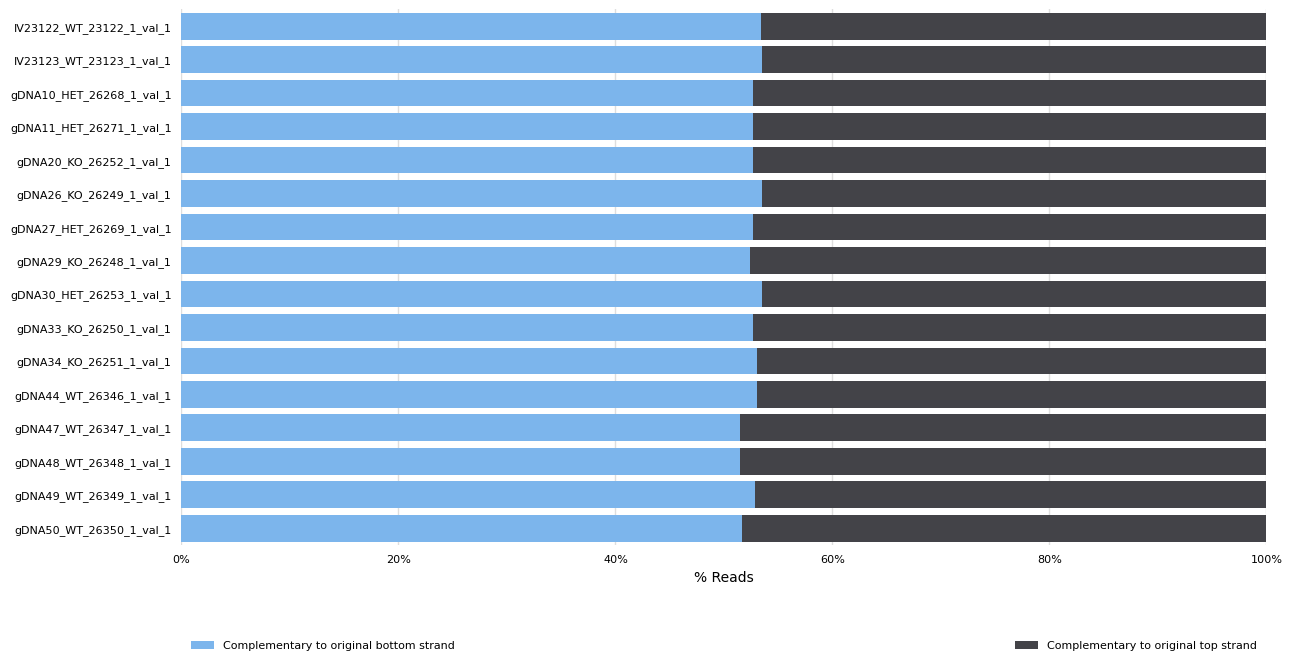 IV23122_WT_23122_1_val_1
IV23123_WT_23123_1_val_1
gDNA10_HET_26268_1_val_1
gDNA11_HET_26271_1_val_1
gDNA20_KO_26252_1_val_1
gDNA26_KO_26249_1_val_1
gDNA27_HET_26269_1_val_1
gDNA29_KO_26248_1_val_1
gDNA30_HET_26253_1_val_1
gDNA33_KO_26250_1_val_1
gDNA34_KO_26251_1_val_1
gDNA44_WT_26346_1_val_1
gDNA47_WT_26347_1_val_1
gDNA48_WT_26348_1_val_1
gDNA49_WT_26349_1_val_1
gDNA50_WT_26350_1_val_1
0% 20% 40% 60% 80% 100%
% Reads
Complementary to original bottom strand Complementary to original top strand